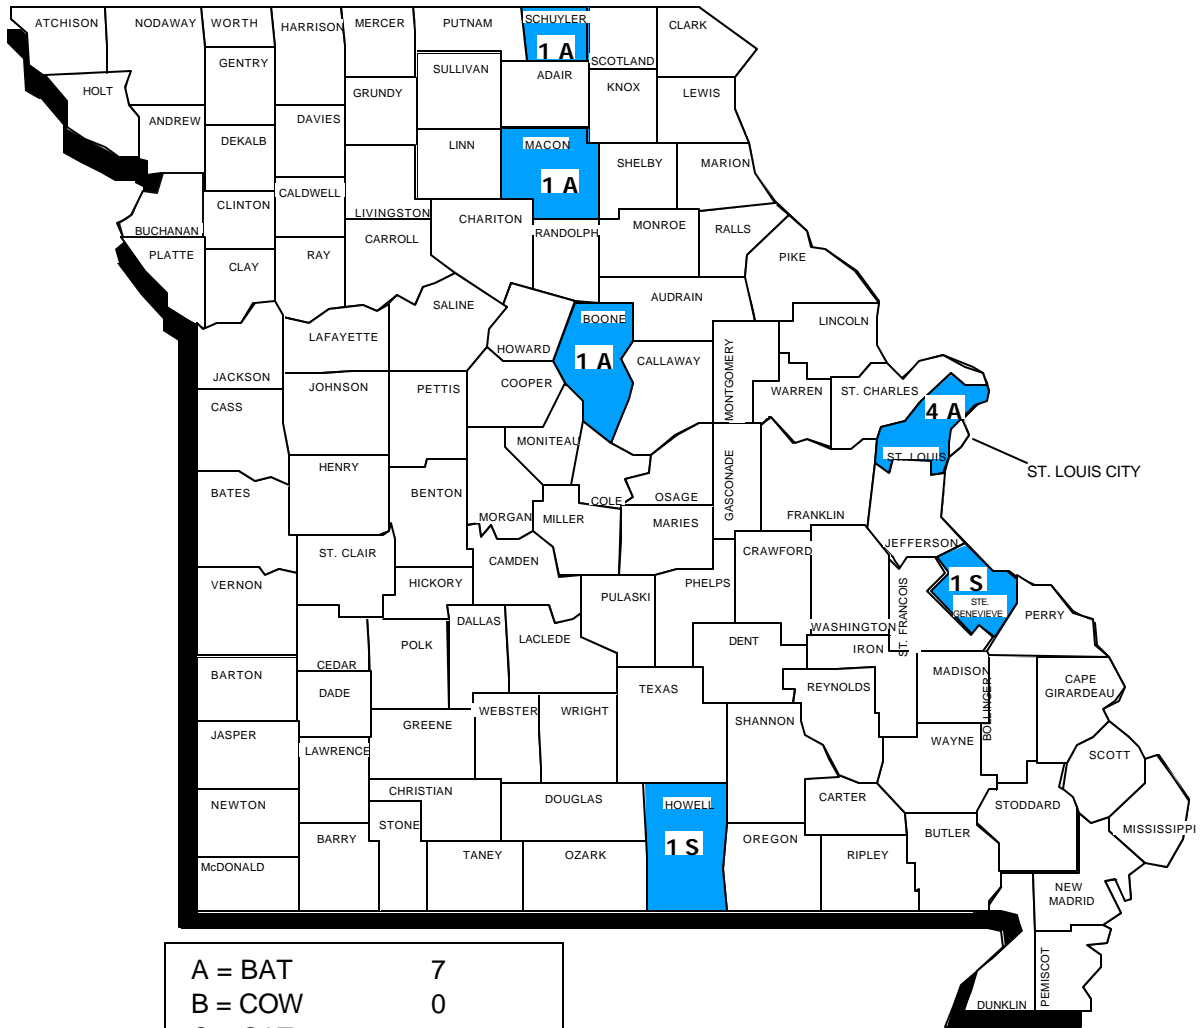 ATCHISON
NODAWAY
WORTH
HARRISON
MERCER
PUTNAM
SCHUYLER
1 A
SCOTLAND
CLARK
HOLT
GENTRY
GRUNDY
SULLIVAN
ADAIR
KNOX
LEWIS
ANDREW
DEKALB
DAVIES
LINN
MACON
1 A
SHELBY
MARION
CLINTON
CALDWELL
LIVINGSTON
CHARITON
RANDOLPH
MONROE
RALLS
BUCHANAN
PLATTE
CLAY
RAY
CARROLL
PIKE
SALINE
AUDRAIN
LAFAYETTE
HOWARD
BOONE
1 A
CALLAWAY
MONTGOMERY
LINCOLN
JACKSON
JOHNSON
PETTIS
COOPER
WARREN
ST. CHARLES
4 A
CASS
MONITEAU
ST. LOUIS
ST. LOUIS CITY
BATES
HENRY
BENTON
MORGAN
MILLER
COLE
OSAGE
GASCONADE
FRANKLIN
MARIES
ST. CLAIR
CAMDEN
CRAWFORD
JEFFERSON
VERNON
HICKORY
PULASKI
PHELPS
WASHINGTON
ST. FRANCOIS
1 S
STE.
GENEVIEVE
PERRY
DALLAS
LACLEDE
DENT
IRON
BARTON
CEDAR
POLK
DADE
TEXAS
REYNOLDS
MADISON
BOLLINGER
CAPE
GIRARDEAU
JASPER
LAWRENCE
GREENE
WEBSTER
WRIGHT
SHANNON
WAYNE
SCOTT
NEWTON
CHRISTIAN
DOUGLAS
HOWELL
1 S
CARTER
STODDARD
MISSISSIPPI
McDONALD
BARRY
STONE
TANEY
OZARK
OREGON
RIPLEY
BUTLER
NEW
MADRID
DUNKLIN
PEMISCOT
A = BAT 7
B = COW 0